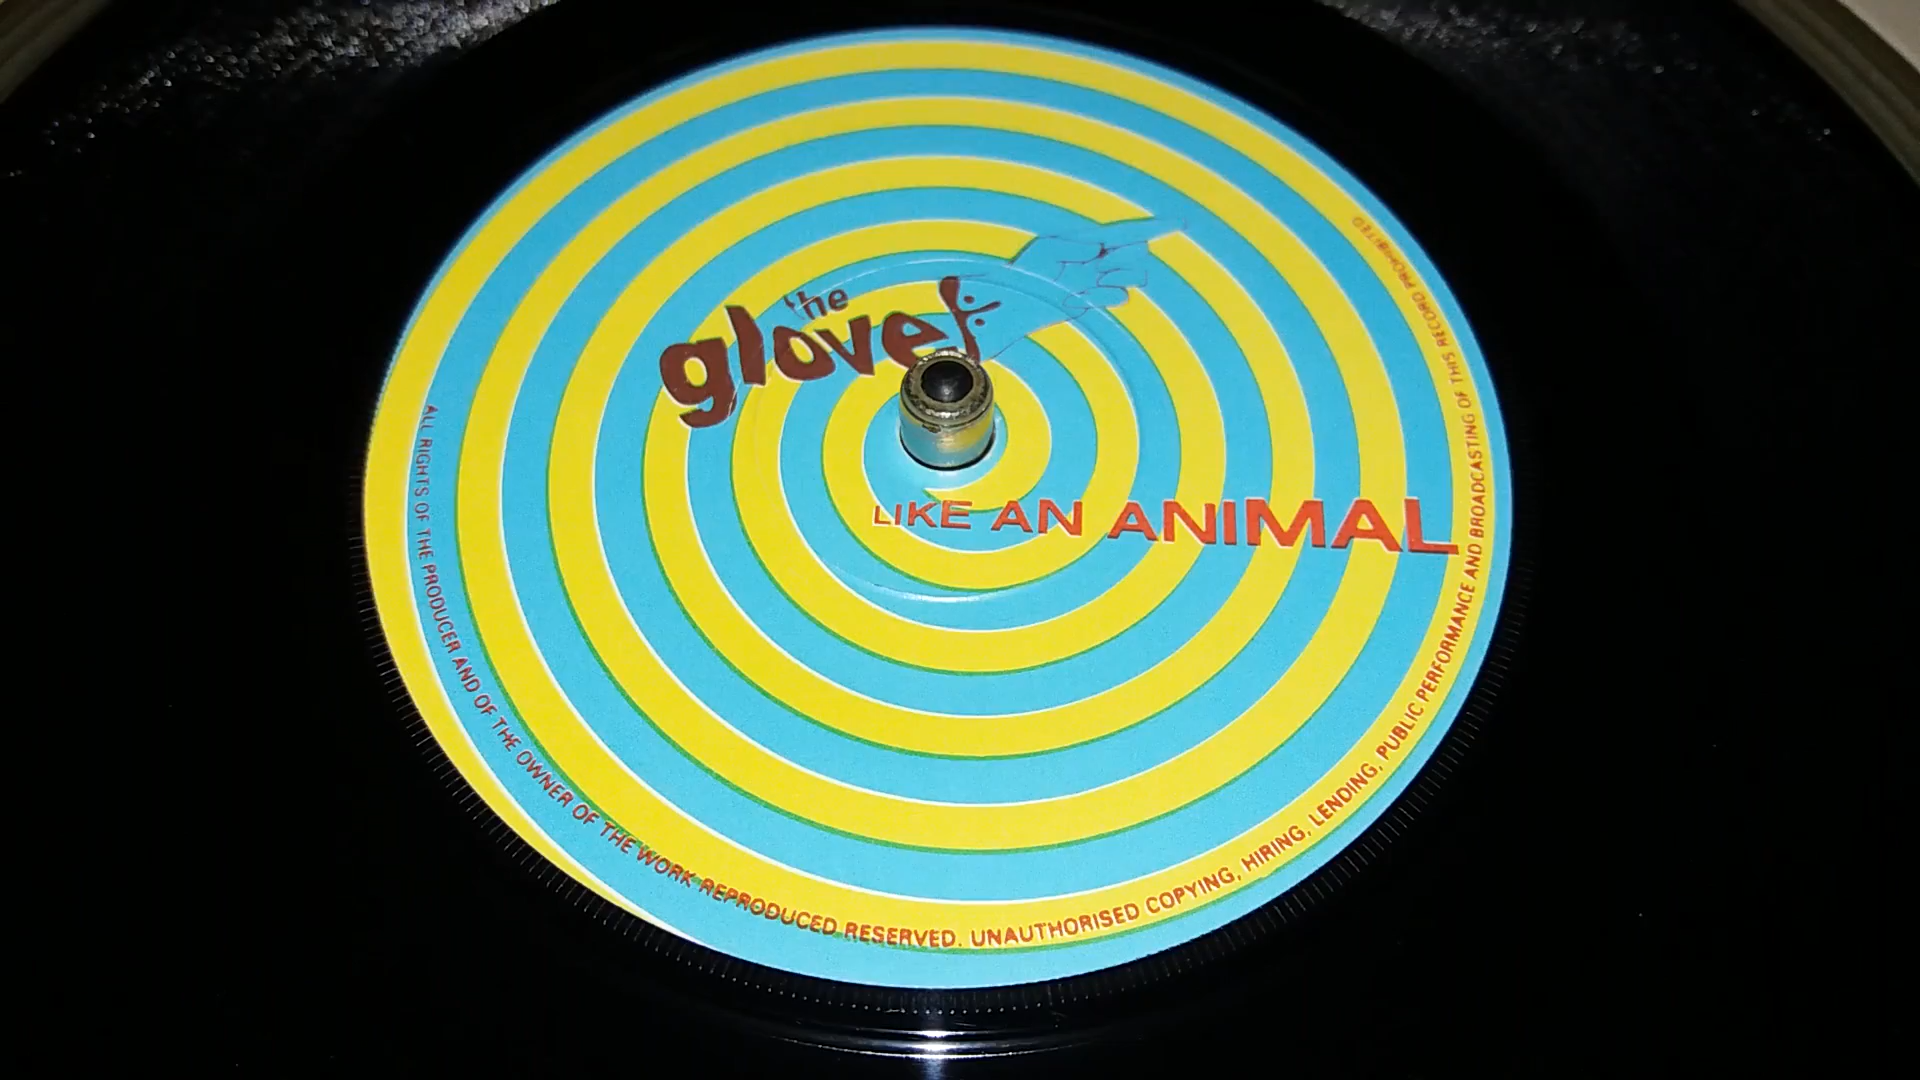 the
glove
LIKE AN ANIMAL
ALL RIGHTS OF THE PRODUCER AND OF THE OWNER OF THE WORK REPRODUCED RESERVED. UNAUTHORISED COPYING, HIRING, LENDING, PUBLIC PERFORMANCE AND BROADCASTING OF THIS RECORD PROHIBITED